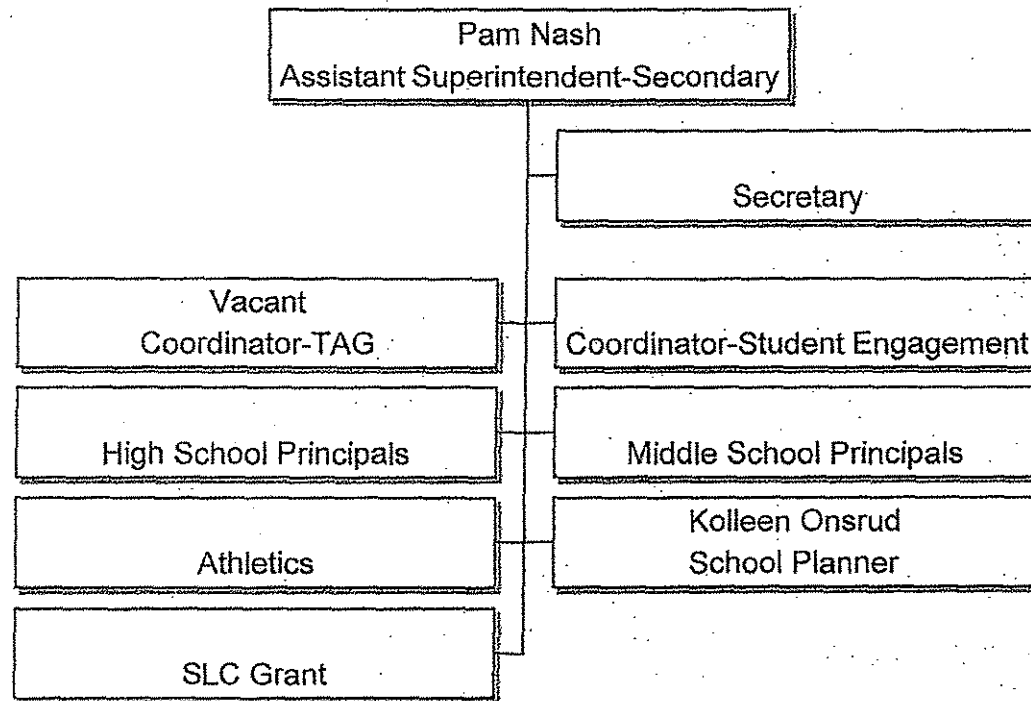 Pam Nash
Assistant Superintendent-Secondary
Secretary
Vacant
Coordinator-TAG
Coordinator-Student Engagement
High School Principals
Middle School Principals
Athletics
Kolleen Onsrud
School Planner
SLC Grant